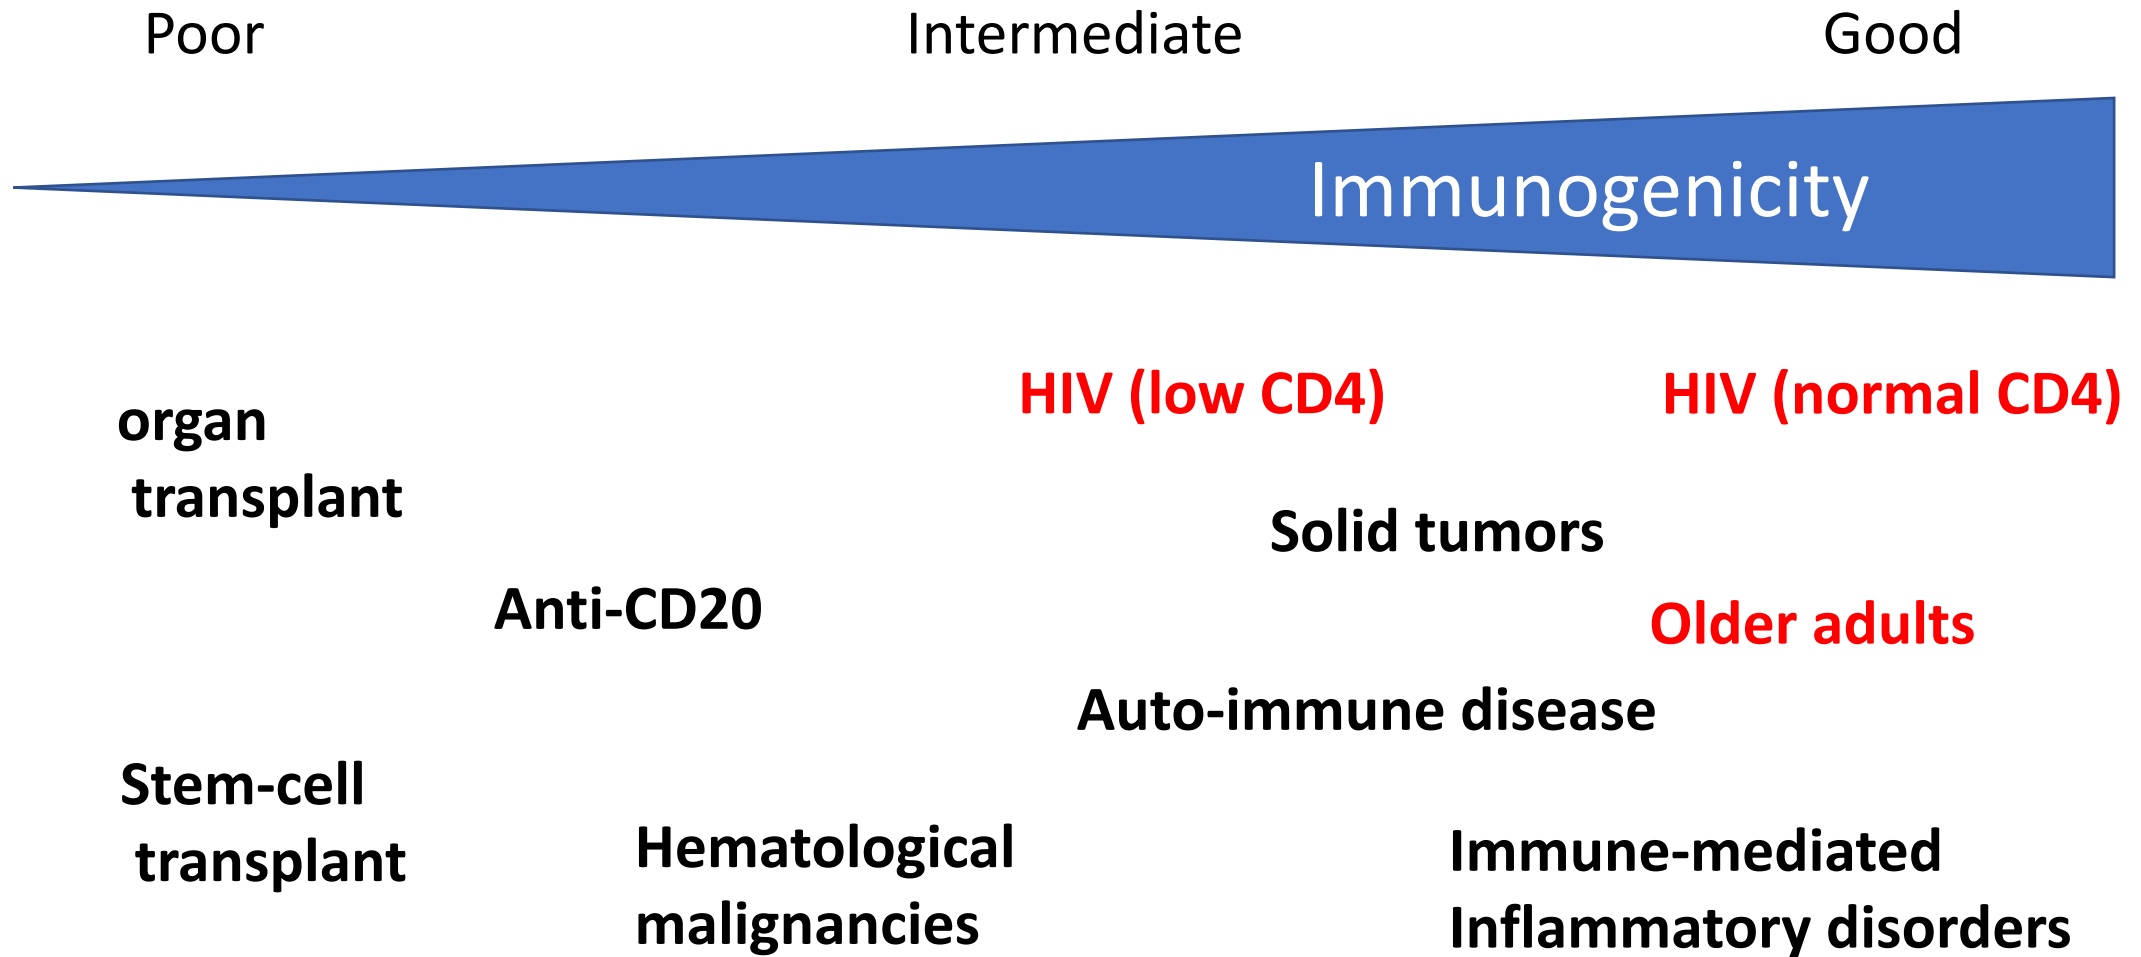 Poor
Intermediate
Good
Immunogenicity
HIV (low CD4)
HIV (normal CD4)
organ
transplant
Solid tumors
Anti-CD20
Older adults
Auto-immune disease
Stem-cell
transplant
Hematological
malignancies
Immune-mediated
Inflammatory disorders